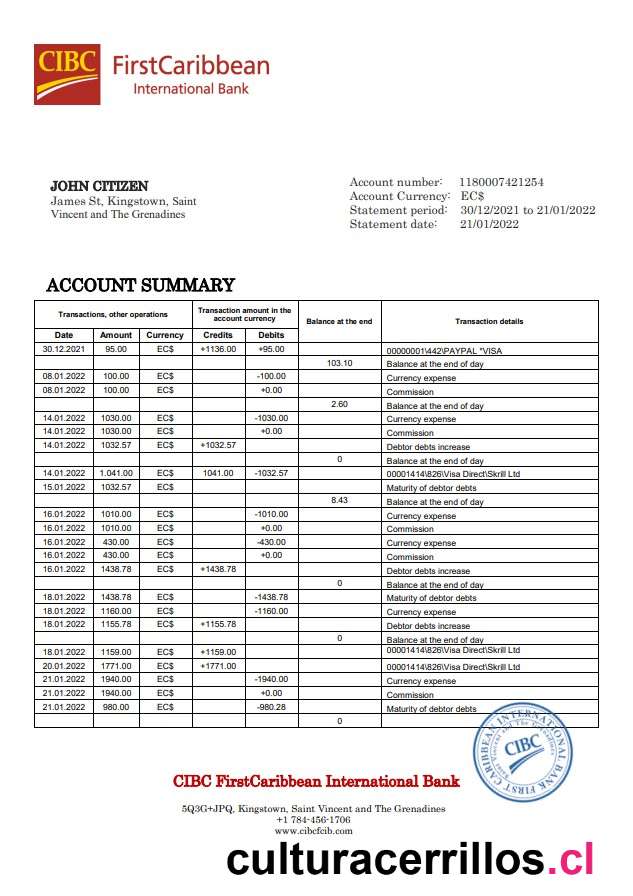 CIBC FirstCaribbean
International Bank
JOHN CITIZEN
James St, Kingstown, Saint
Vincent and The Grenadines
Account number: 1180007421254
Account Currency: EC$
Statement period: 30/12/2021 to 21/01/2022
Statement date: 21/01/2022
ACCOUNT SUMMARY
Transactions, other operations | Transaction amount in the account currency | Balance at the end | Transaction details
Date | Amount | Currency | Credits | Debits
30.12.2021 95.00 EC$ +1136.00 +95.00 00000001\442\PAYPAL *VISA
103.10 Balance at the end of day
08.01.2022 100.00 EC$ -100.00 Currency expense
08.01.2022 100.00 EC$ +0.00 Commission
2.60 Balance at the end of day
14.01.2022 1030.00 EC$ -1030.00 Currency expense
14.01.2022 1030.00 EC$ +0.00 Commission
14.01.2022 1032.57 EC$ +1032.57 Debtor debts increase
0 Balance at the end of day
14.01.2022 1.041.00 EC$ 1041.00 -1032.57 00001414\826\Visa Direct\Skrill Ltd
15.01.2022 1032.57 EC$ Maturity of debtor debts
8.43 Balance at the end of day
16.01.2022 1010.00 EC$ -1010.00 Currency expense
16.01.2022 1010.00 EC$ +0.00 Commission
16.01.2022 430.00 EC$ -430.00 Currency expense
16.01.2022 430.00 EC$ +0.00 Commission
16.01.2022 1438.78 EC$ +1438.78 Debtor debts increase
0 Balance at the end of day
18.01.2022 1438.78 EC$ -1438.78 Maturity of debtor debts
18.01.2022 1160.00 EC$ -1160.00 Currency expense
18.01.2022 1155.78 EC$ +1155.78 Debtor debts increase
0 Balance at the end of day
18.01.2022 1159.00 EC$ +1159.00 00001414\826\Visa Direct\Skrill Ltd
20.01.2022 1771.00 EC$ +1771.00 00001414\826\Visa Direct\Skrill Ltd
21.01.2022 1940.00 EC$ -1940.00 Currency expense
21.01.2022 1940.00 EC$ +0.00 Commission
21.01.2022 980.00 EC$ -980.28 Maturity of debtor debts
0
CARIBBEAN INTERNATIONAL BANK FIRST
Saint Vincent and The Grenadines
CIBC
CIBC FirstCaribbean International Bank
5Q3G+JPQ, Kingstown, Saint Vincent and The Grenadines
+1 784-456-1706
www.cibcfcib.com
culturacerrillos.cl